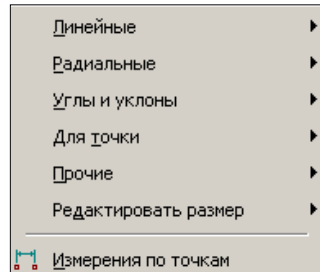 Линейные
Радиальные
Углы и уклоны
Для точки
Прочие
Редактировать размер
Измерения по точкам